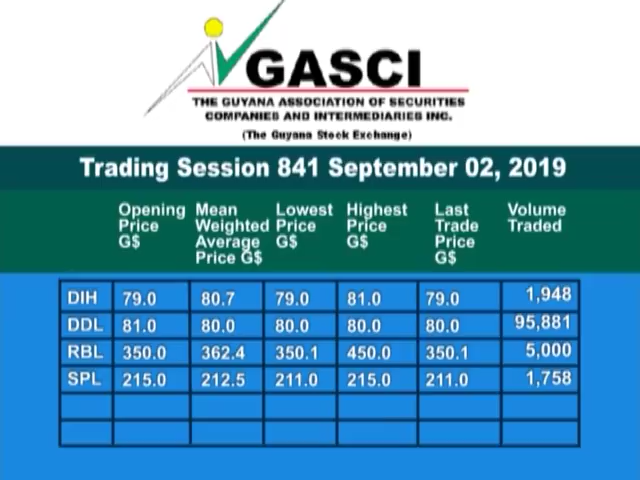 GASCI
THE GUYANA ASSOCIATION OF SECURITIES
COMPANIES AND INTERMEDIARIES INC.
(The Guyana Stock Exchange)
Trading Session 841 September 02, 2019
Opening Price G$ Mean Weighted Average Price G$ Lowest Price G$ Highest Price G$ Last Trade Price G$ Volume Traded
DIH 79.0 80.7 79.0 81.0 79.0 1,948
DDL 81.0 80.0 80.0 80.0 80.0 95,881
RBL 350.0 362.4 350.1 450.0 350.1 5,000
SPL 215.0 212.5 211.0 215.0 211.0 1,758